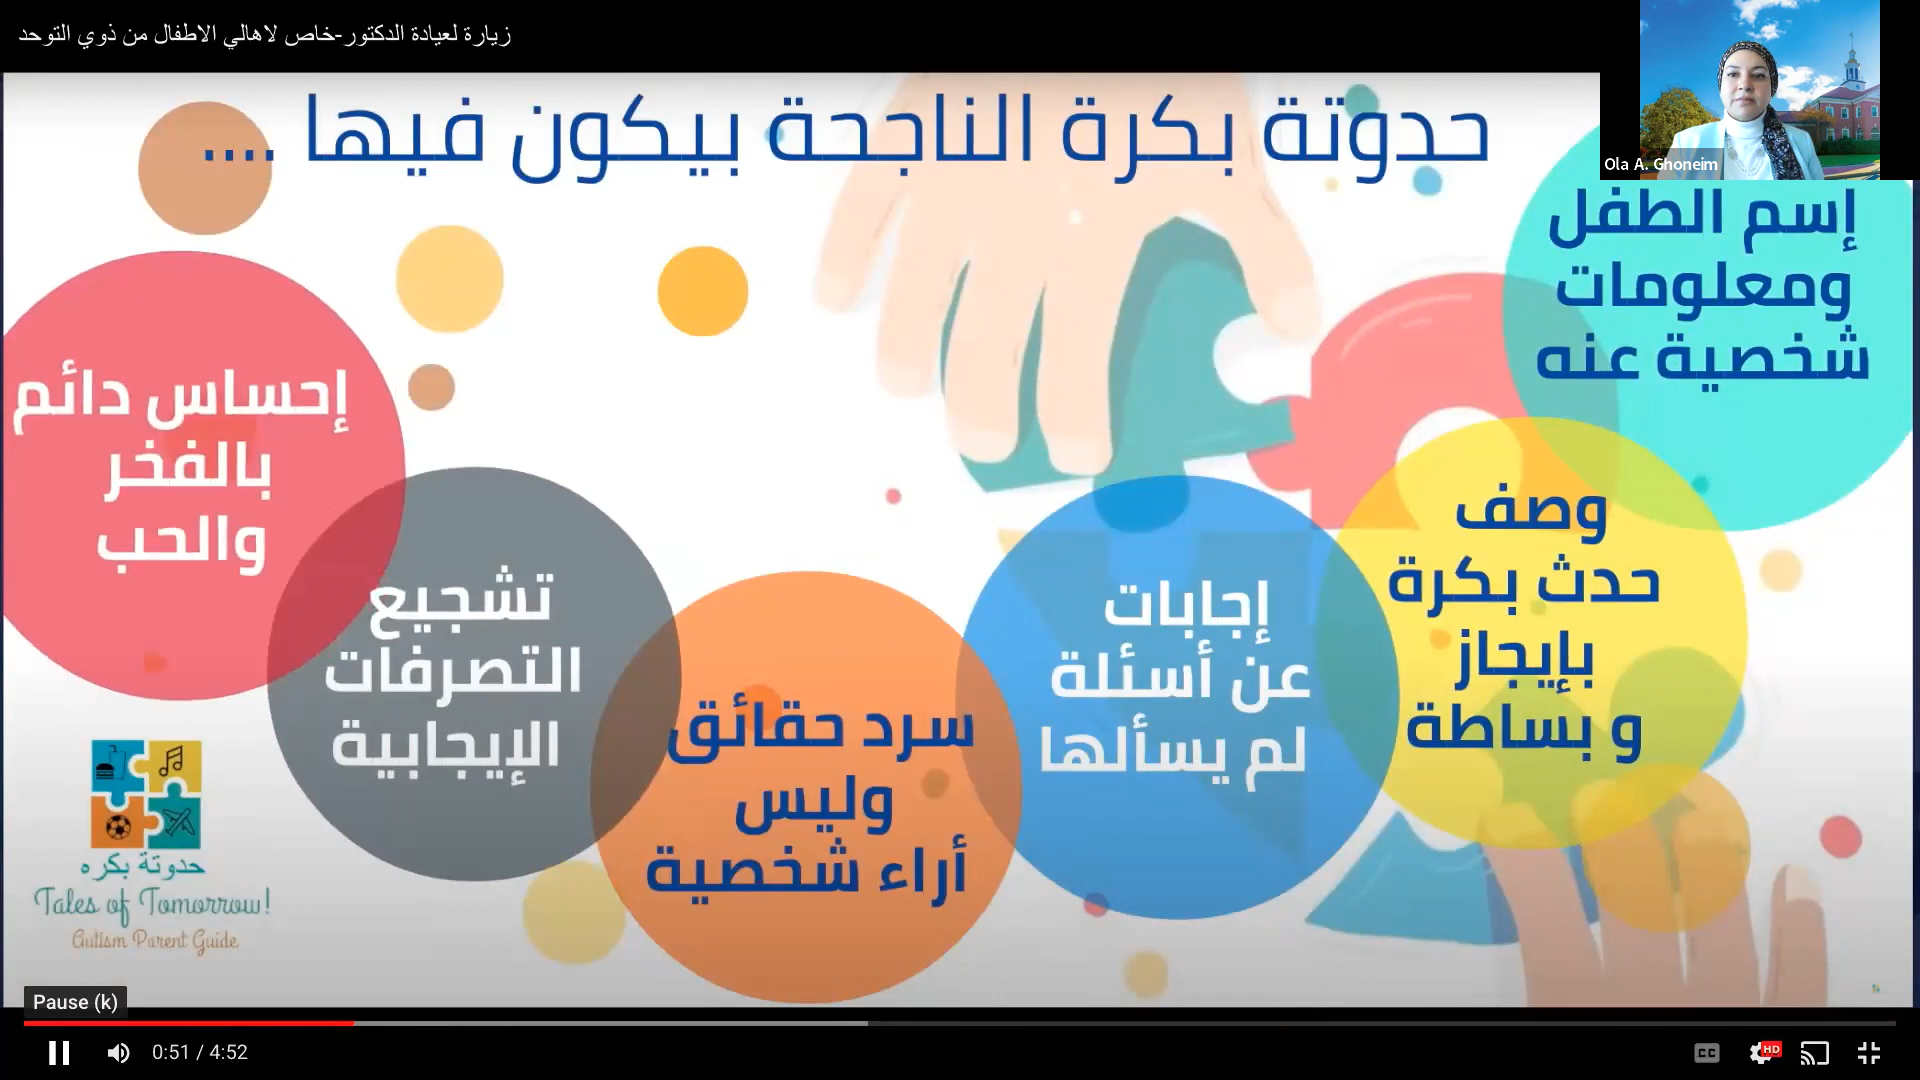 زيارة لعيادة الدكتور-خاص لاهالي الاطفال من ذوي التوحد
Ola A. Ghoneim
حدوتة بكرة الناجحة بيكون فيها ....
إسم الطفل
ومعلومات
شخصية عنه
وصف
حدث بكرة
بإيجاز
و بساطة
إجابات
عن أسئلة
لم يسألها
سرد حقائق
وليس
أراء شخصية
تشجيع
التصرفات
الإيجابية
إحساس دائم
بالفخر
والحب
حدوتة بكره
Tales of Tomorrow!
Autism Parent Guide
Pause (k)
0:51 / 4:52
CC
HD